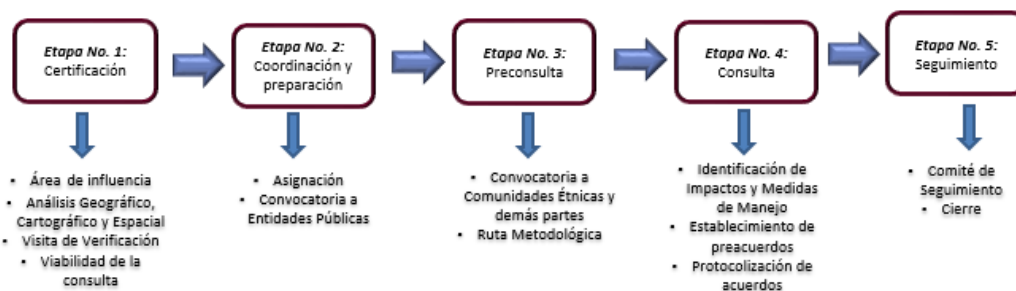 Etapa No. 1:
Certificación
Etapa No. 2:
Coordinación y
preparación
Etapa No. 3:
Preconsulta
Etapa No. 4:
Consulta
Etapa No. 5:
Seguimiento
• Área de influencia
• Análisis Geográfico,
Cartográfico y Espacial
• Visita de Verificación
• Viabilidad de la
consulta
• Asignación
• Convocatoria a
Entidades Públicas
• Convocatoria a
Comunidades Étnicas y
demás partes
• Ruta Metodológica
• Identificación de
Impactos y Medidas
de Manejo
• Establecimiento de
preacuerdos
• Protocolización de
acuerdos
• Comité de
Seguimiento
• Cierre